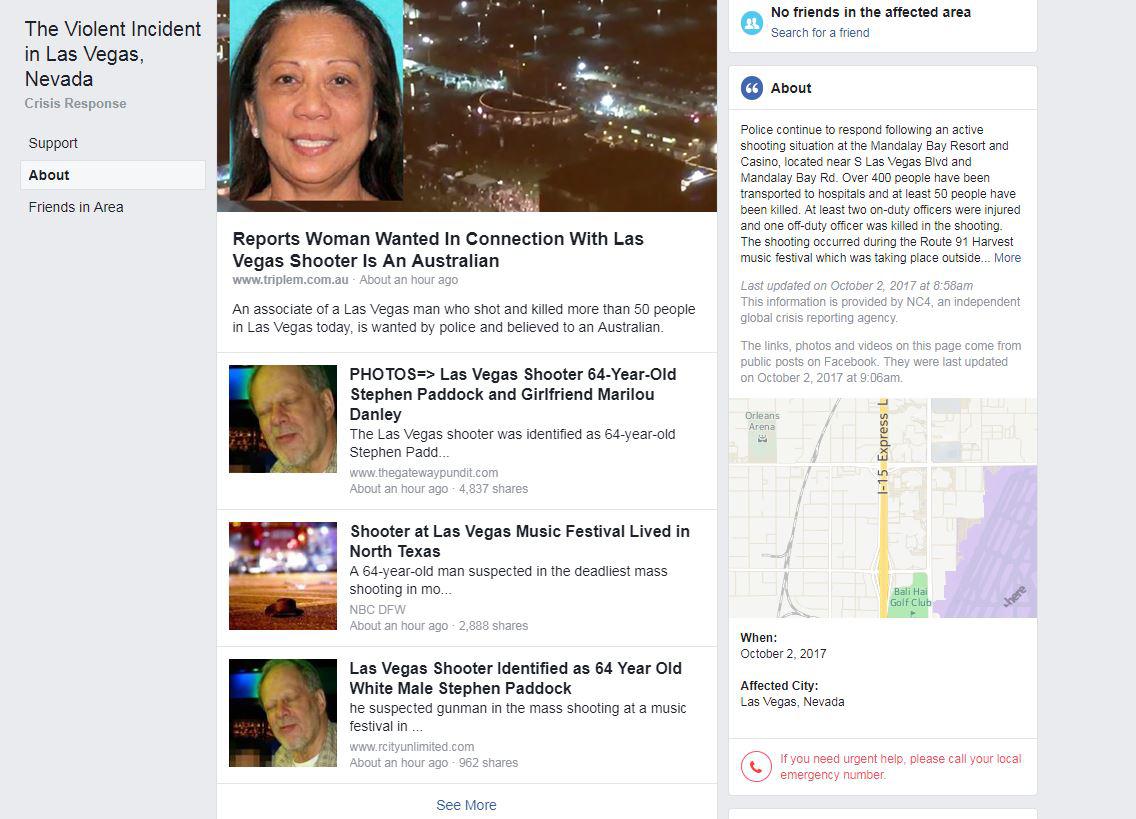 The Violent Incident
in Las Vegas,
Nevada
Crisis Response
Support
About
Friends in Area
Reports Woman Wanted In Connection With Las
Vegas Shooter Is An Australian
www.triplem.com.au · About an hour ago
An associate of a Las Vegas man who shot and killed more than 50 people
in Las Vegas today, is wanted by police and believed to an Australian.
PHOTOS=> Las Vegas Shooter 64-Year-Old
Stephen Paddock and Girlfriend Marilou
Danley
The Las Vegas shooter was identified as 64-year-old
Stephen Padd...
www.thegatewaypundit.com
About an hour ago · 4,837 shares
Shooter at Las Vegas Music Festival Lived in
North Texas
A 64-year-old man suspected in the deadliest mass
shooting in mo...
NBC DFW
About an hour ago · 2,888 shares
Las Vegas Shooter Identified as 64 Year Old
White Male Stephen Paddock
he suspected gunman in the mass shooting at a music
festival in ...
www.rcityunlimited.com
About an hour ago · 962 shares
See More
No friends in the affected area
Search for a friend
About
Police continue to respond following an active
shooting situation at the Mandalay Bay Resort and
Casino, located near S Las Vegas Blvd and
Mandalay Bay Rd. Over 400 people have been
transported to hospitals and at least 50 people have
been killed. At least two on-duty officers were injured
and one off-duty officer was killed in the shooting.
The shooting occurred during the Route 91 Harvest
music festival which was taking place outside... More
Last updated on October 2, 2017 at 8:58am
This information is provided by NC4, an independent
global crisis reporting agency.
The links, photos and videos on this page come from
public posts on Facebook. They were last updated
on October 2, 2017 at 9:06am.
Orleans
Arena
I-15 Express L
Bali Hai
Golf Club
here
When:
October 2, 2017
Affected City:
Las Vegas, Nevada
If you need urgent help, please call your local
emergency number.